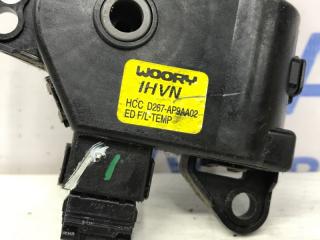 WOORY
1HVN
HCC D267-AP9AA02
ED F/L-TEMP